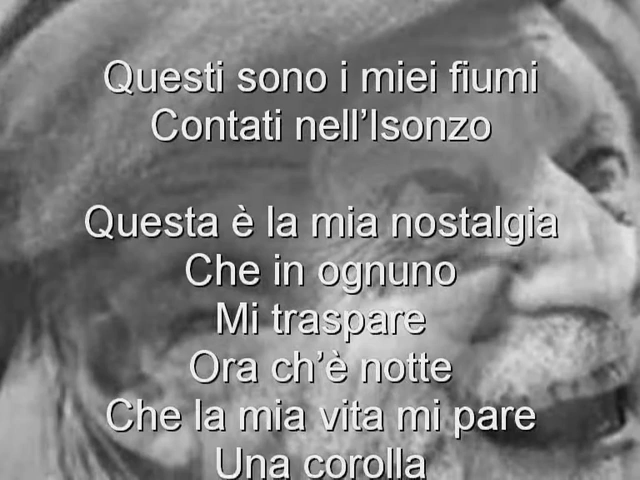 Questi sono i miei fiumi
Contati nell’Isonzo
Questa è la mia nostalgia
Che in ognuno
Mi traspare
Ora ch’è notte
Che la mia vita mi pare
Una corolla